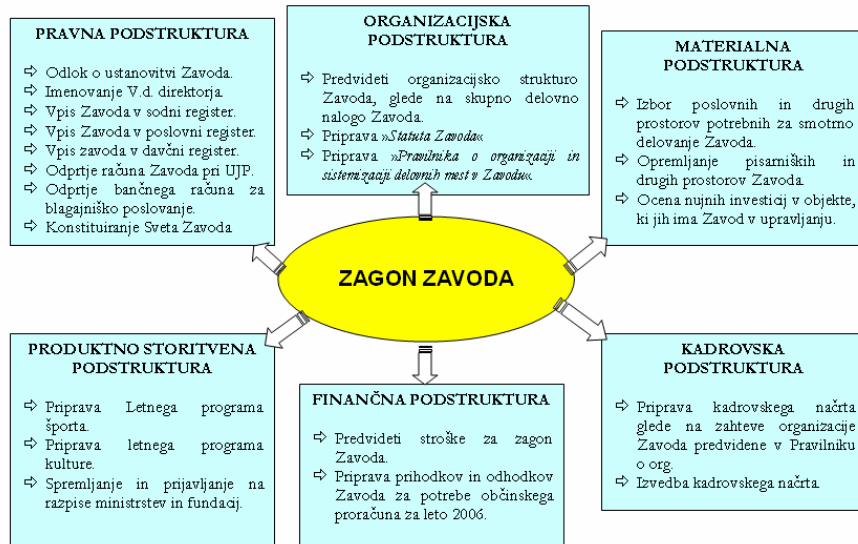 PRAVNA PODSTRUKTURA
⇨ Odlok o ustanovitvi Zavoda.
⇨ Imenovanje V.d. direktorja.
⇨ Vpis Zavoda v sodni register.
⇨ Vpis Zavoda v poslovni register.
⇨ Vpis zavoda v davčni register.
⇨ Odprtje računa Zavoda pri UJP.
⇨ Odprtje bančnega računa za
blagajniško poslovanje.
⇨ Konstituiranje Sveta Zavoda
ORGANIZACIJSKA
PODSTRUKTURA
⇨ Predvideti organizacijsko strukturo
Zavoda, glede na skupno delovno
nalogo Zavoda.
⇨ Priprava »Statuta Zavoda«
⇨ Priprava »Pravilnika o organizaciji in
sistemizaciji delovnih mest v Zavodu«.
MATERIALNA
PODSTRUKTURA
⇨ Izbor poslovnih in drugih
prostorov potrebnih za smotrno
delovanje Zavoda.
⇨ Opremljanje pisarniških in
drugih prostorov Zavoda.
⇨ Ocena nujnih investicij v objekte,
ki jih ima Zavod v upravljanju.
ZAGON ZAVODA
PRODUKTNO STORITVENA
PODSTRUKTURA
⇨ Priprava Letnega programa
športa.
⇨ Priprava letnega programa
kulture.
⇨ Spremljanje in prijavljanje na
razpise ministrstev in fundacij.
FINANČNA PODSTRUKTURA
⇨ Predvideti stroške za zagon
Zavoda.
⇨ Priprava prihodkov in odhodkov
Zavoda za potrebe občinskega
proračuna za leto 2006.
KADROVSKA
PODSTRUKTURA
⇨ Priprava kadrovskega načrta
glede na zahteve organizacije
Zavoda predvidene v Pravilniku
o org.
⇨ Izvedba kadrovskega načrta.